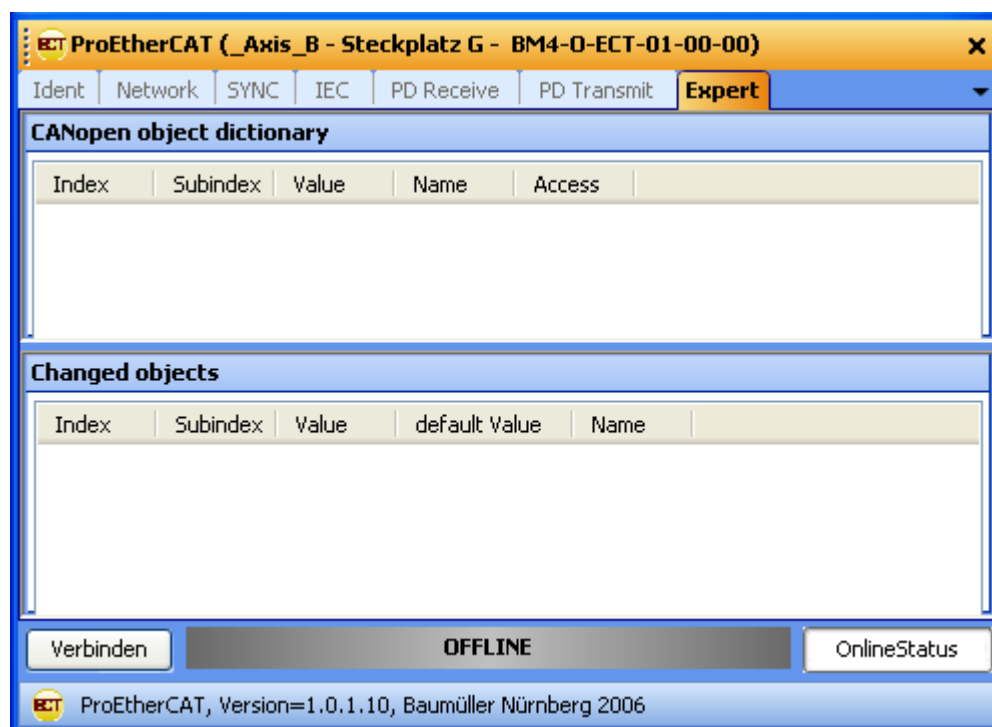 ECT ProEtherCAT (_Axis_B - Steckplatz G - BM4-O-ECT-01-00-00)
Ident Network SYNC IEC PD Receive PD Transmit Expert
CANopen object dictionary
Index Subindex Value Name Access
Changed objects
Index Subindex Value default Value Name
Verbinden OFFLINE OnlineStatus
ECT ProEtherCAT, Version=1.0.1.10, Baumüller Nürnberg 2006